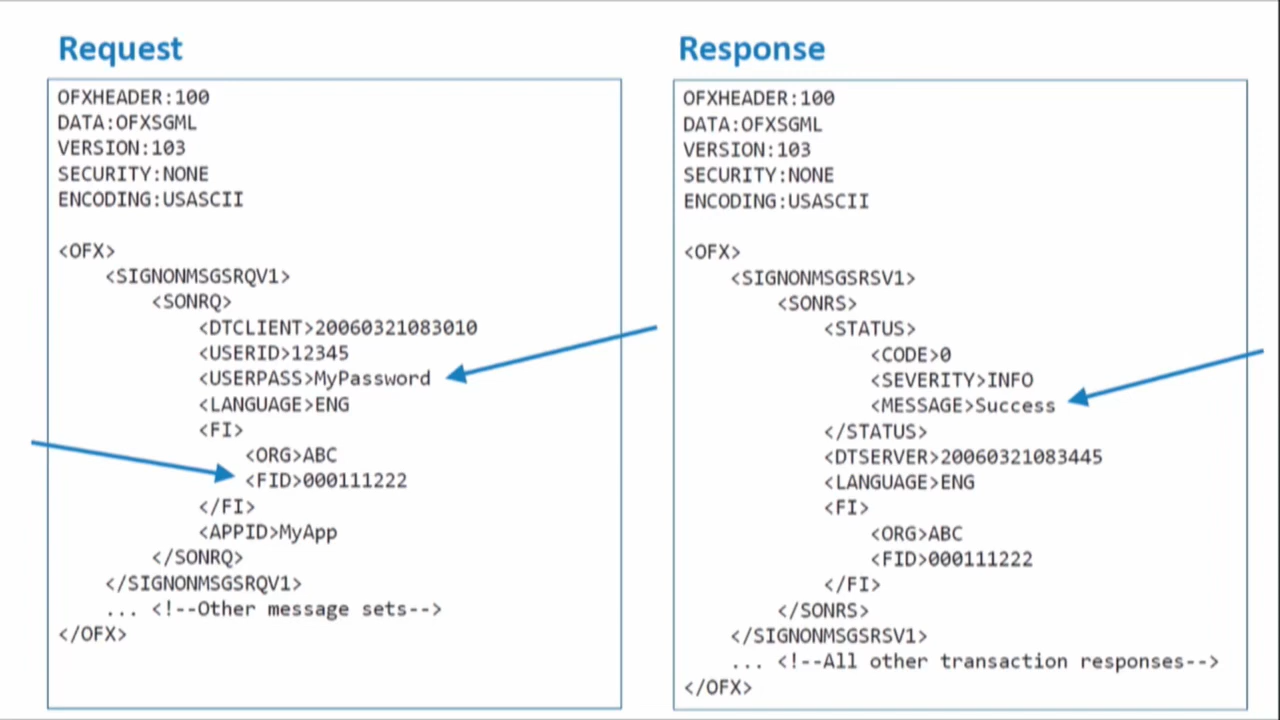 Request
OFXHEADER:100
DATA:OFXSGML
VERSION:103
SECURITY:NONE
ENCODING:USASCII
<OFX>
<SIGNONMSGSRQV1>
<SONRQ>
<DTCLIENT>20060321083010
<USERID>12345
<USERPASS>MyPassword
<LANGUAGE>ENG
<FI>
<ORG>ABC
<FID>000111222
</FI>
<APPID>MyApp
</SONRQ>
</SIGNONMSGSRQV1>
... <!--Other message sets-->
</OFX>
Response
OFXHEADER:100
DATA:OFXSGML
VERSION:103
SECURITY:NONE
ENCODING:USASCII
<OFX>
<SIGNONMSGSRSV1>
<SONRS>
<STATUS>
<CODE>0
<SEVERITY>INFO
<MESSAGE>Success
</STATUS>
<DTSERVER>20060321083445
<LANGUAGE>ENG
<FI>
<ORG>ABC
<FID>000111222
</FI>
</SONRS>
</SIGNONMSGSRSV1>
... <!--All other transaction responses-->
</OFX>